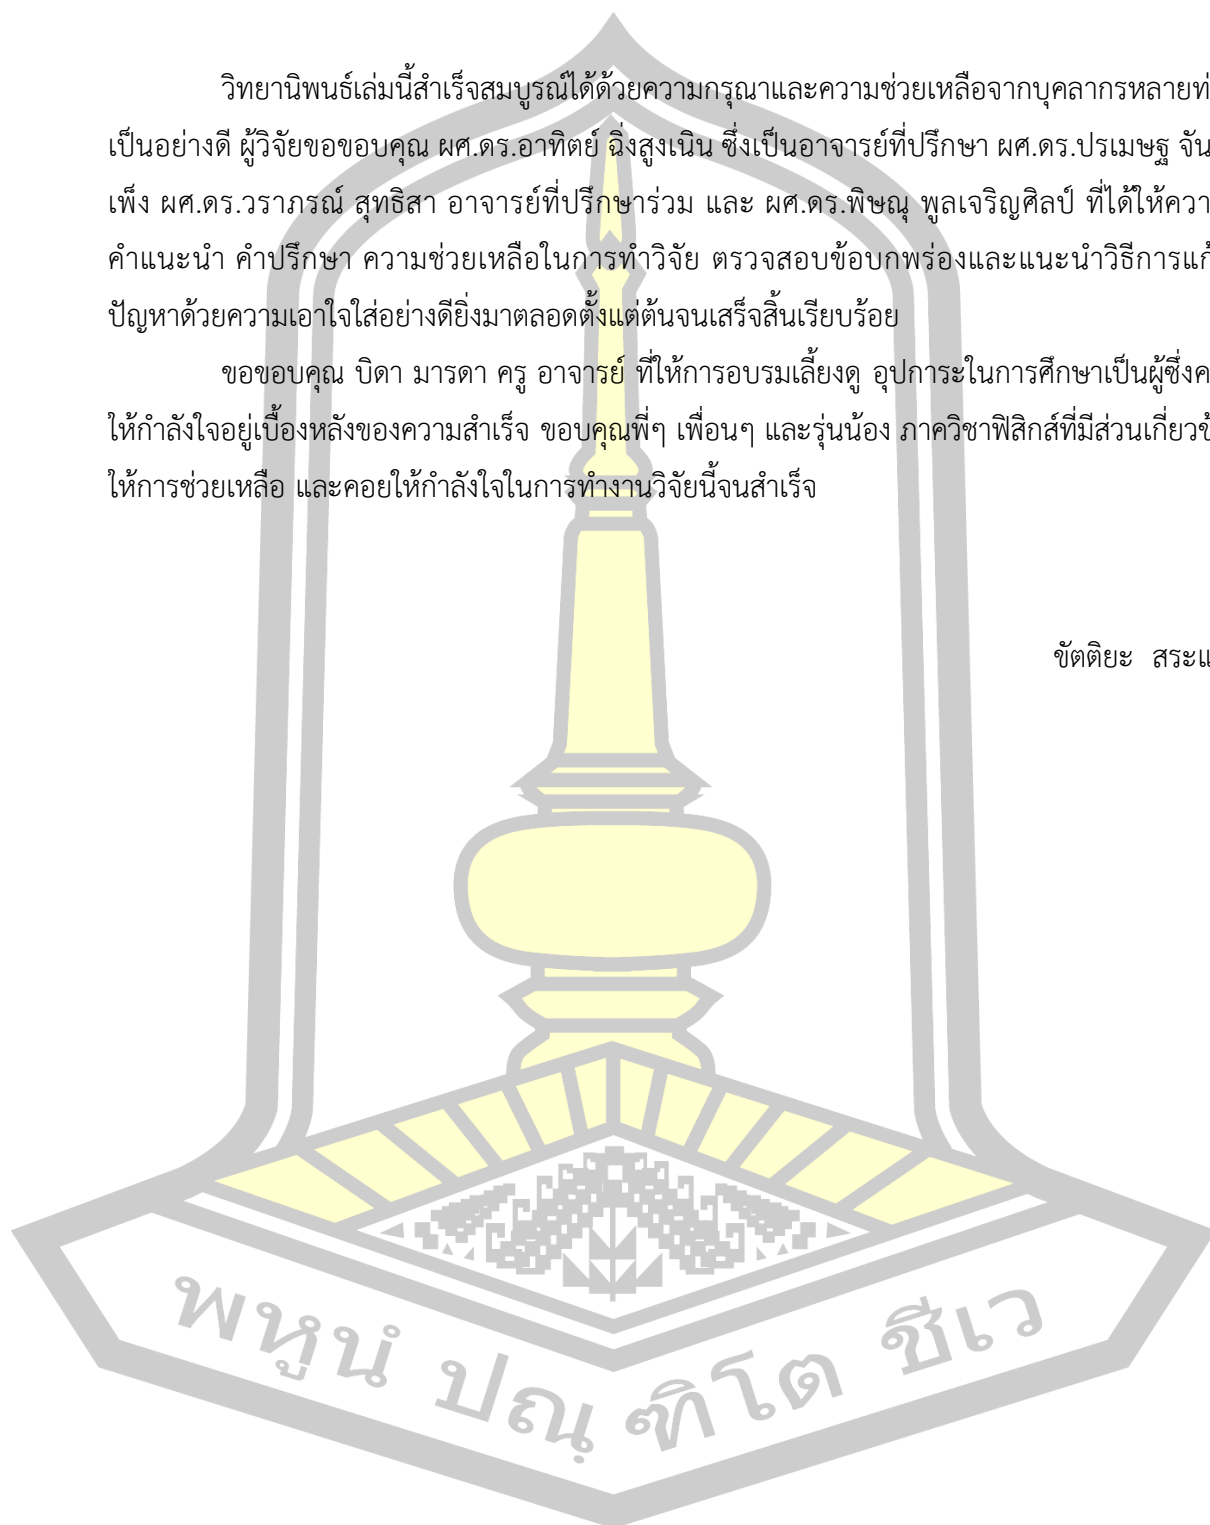 วิทยานิพนธ์เล่มนี้สำเร็จสมบูรณ์ได้ด้วยความกรุณาและความช่วยเหลือจากบุคลากรหลายท่
เป็นอย่างดี ผู้วิจัยขอขอบคุณ ผศ.ดร.อาทิตย์ ฉิ่งสูงเนิน ซึ่งเป็นอาจารย์ที่ปรึกษา ผศ.ดร.ปรเมษฐ จัน
เพ็ง ผศ.ดร.วราภรณ์ สุทธิสา อาจารย์ที่ปรึกษาร่วม และ ผศ.ดร.พิษณุ พูลเจริญศิลป์ ที่ได้ให้ควา
คำแนะนำ คำปรึกษา ความช่วยเหลือในการทำวิจัย ตรวจสอบข้อบกพร่องและแนะนำวิธีการแก้
ปัญหาด้วยความเอาใจใส่อย่างดียิ่งมาตลอดตั้งแต่ต้นจนเสร็จสิ้นเรียบร้อย
ขอขอบคุณ บิดา มารดา ครู อาจารย์ ที่ให้การอบรมเลี้ยงดู อุปการะในการศึกษาเป็นผู้ซึ่งค
ให้กำลังใจอยู่เบื้องหลังของความสำเร็จ ขอบคุณพี่ๆ เพื่อนๆ และรุ่นน้อง ภาควิชาฟิสิกส์ที่มีส่วนเกี่ยวข้
ให้การช่วยเหลือ และคอยให้กำลังใจในการทำงานวิจัยนี้จนสำเร็จ
ขัตติยะ สระแ
พหูนํ ปณฺ ฑิโต ชีเว